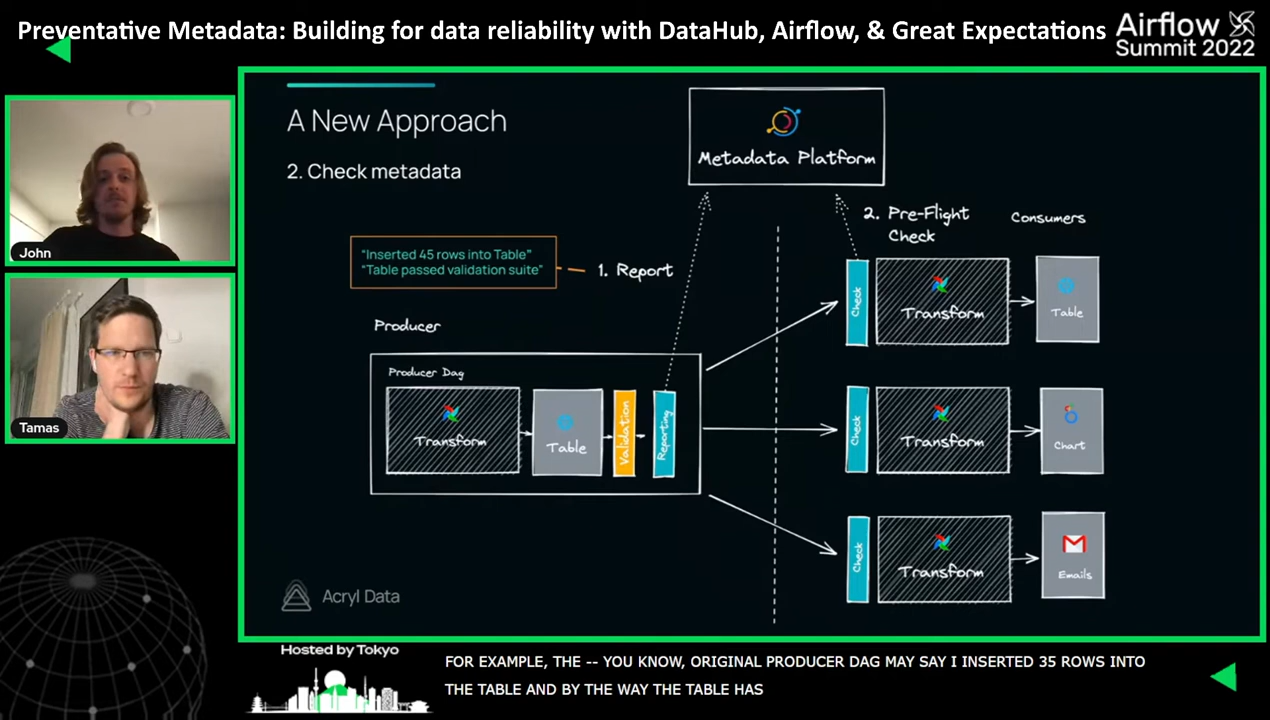 Preventative Metadata: Building for data reliability with DataHub, Airflow, & Great Expectations
Airflow
Summit 2022
John
Tamas
A New Approach
2. Check metadata
Metadata Platform
"Inserted 45 rows into Table"
"Table passed validation suite"
1. Report
2. Pre-Flight
Check
Consumers
Producer
Producer Dag
Transform
Table
Validation
Reporting
Check
Transform
Table
Check
Transform
Chart
Check
Transform
Emails
Acryl Data
Hosted by Tokyo
FOR EXAMPLE, THE -- YOU KNOW, ORIGINAL PRODUCER DAG MAY SAY I INSERTED 35 ROWS INTO
THE TABLE AND BY THE WAY THE TABLE HAS